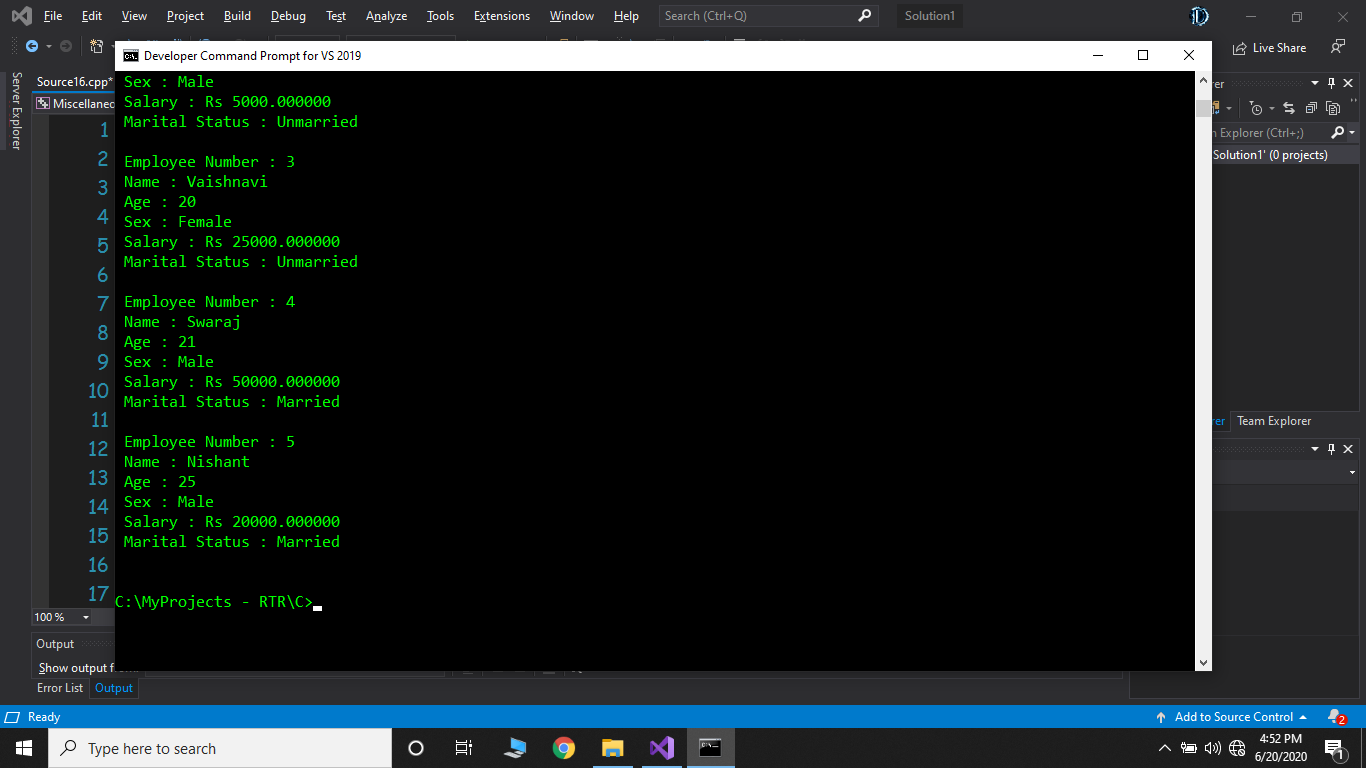 File Edit View Project Build Debug Test Analyze Tools Extensions Window Help Search (Ctrl+Q) Solution1
Developer Command Prompt for VS 2019
Live Share
Server Explorer
Source16.cpp*
Miscellaneo
1
2
3
4
5
6
7
8
9
10
11
12
13
14
15
16
17
Sex : Male
Salary : Rs 5000.000000
Marital Status : Unmarried
Employee Number : 3
Name : Vaishnavi
Age : 20
Sex : Female
Salary : Rs 25000.000000
Marital Status : Unmarried
Employee Number : 4
Name : Swaraj
Age : 21
Sex : Male
Salary : Rs 50000.000000
Marital Status : Married
Employee Number : 5
Name : Nishant
Age : 25
Sex : Male
Salary : Rs 20000.000000
Marital Status : Married
C:\MyProjects - RTR\C>
rer
n Explorer (Ctrl+;)
Solution1' (0 projects)
rer Team Explorer
100 %
Output
Show output fr
Error List Output
Ready Add to Source Control 2
Type here to search
4:52 PM
6/20/2020
1